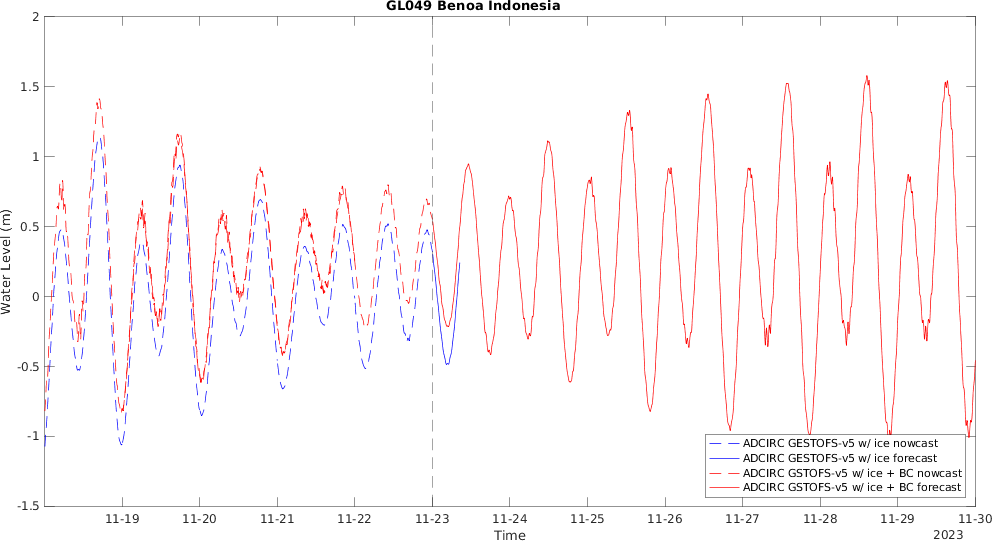 GL049 Benoa Indonesia
2
1.5
1
0.5
0
-0.5
-1
-1.5
Water Level (m)
11-19 11-20 11-21 11-22 11-23 11-24 11-25 11-26 11-27 11-28 11-29 11-30
Time
2023
ADCIRC GESTOFS-v5 w/ ice nowcast
ADCIRC GESTOFS-v5 w/ ice forecast
ADCIRC GSTOFS-v5 w/ ice + BC nowcast
ADCIRC GSTOFS-v5 w/ ice + BC forecast